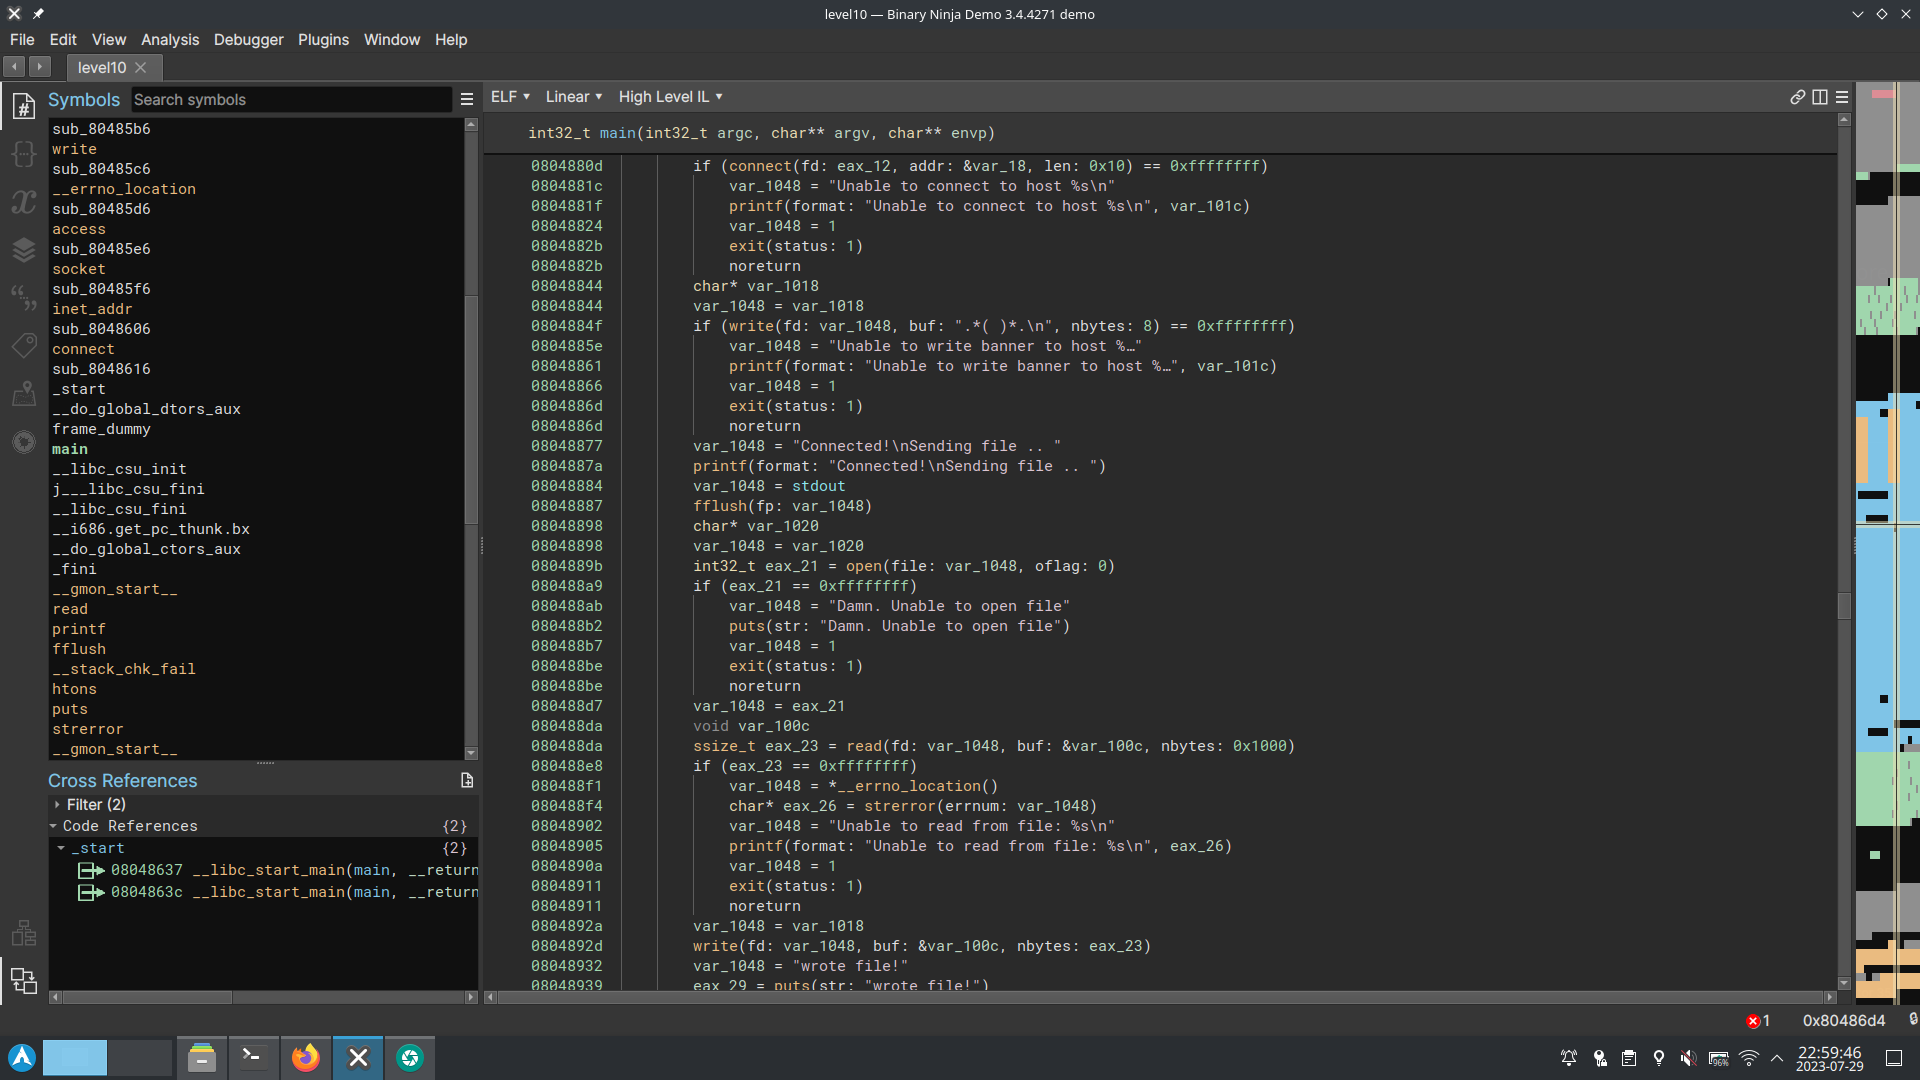 level10 — Binary Ninja Demo 3.4.4271 demo
File Edit View Analysis Debugger Plugins Window Help
level10
Symbols Search symbols
sub_80485b6
write
sub_80485c6
__errno_location
sub_80485d6
access
sub_80485e6
socket
sub_80485f6
inet_addr
sub_8048606
connect
sub_8048616
_start
__do_global_dtors_aux
frame_dummy
main
__libc_csu_init
j___libc_csu_fini
__libc_csu_fini
__i686.get_pc_thunk.bx
__do_global_ctors_aux
_fini
__gmon_start__
read
printf
fflush
__stack_chk_fail
htons
puts
strerror
__gmon_start__
Cross References
Filter (2)
Code References {2}
_start {2}
08048637 __libc_start_main(main, __return
0804863c __libc_start_main(main, __return
ELF Linear High Level IL
int32_t main(int32_t argc, char** argv, char** envp)
0804880d if (connect(fd: eax_12, addr: &var_18, len: 0x10) == 0xffffffff)
0804881c var_1048 = "Unable to connect to host %s\n"
0804881f printf(format: "Unable to connect to host %s\n", var_101c)
08048824 var_1048 = 1
0804882b exit(status: 1)
0804882b noreturn
08048844 char* var_1018
08048844 var_1048 = var_1018
0804884f if (write(fd: var_1048, buf: ".*( )*.\n", nbytes: 8) == 0xffffffff)
0804885e var_1048 = "Unable to write banner to host %…"
08048861 printf(format: "Unable to write banner to host %…", var_101c)
08048866 var_1048 = 1
0804886d exit(status: 1)
0804886d noreturn
08048877 var_1048 = "Connected!\nSending file .. "
0804887a printf(format: "Connected!\nSending file .. ")
08048884 var_1048 = stdout
08048887 fflush(fp: var_1048)
08048898 char* var_1020
08048898 var_1048 = var_1020
0804889b int32_t eax_21 = open(file: var_1048, oflag: 0)
080488a9 if (eax_21 == 0xffffffff)
080488ab var_1048 = "Damn. Unable to open file"
080488b2 puts(str: "Damn. Unable to open file")
080488b7 var_1048 = 1
080488be exit(status: 1)
080488be noreturn
080488d7 var_1048 = eax_21
080488da void var_100c
080488da ssize_t eax_23 = read(fd: var_1048, buf: &var_100c, nbytes: 0x1000)
080488e8 if (eax_23 == 0xffffffff)
080488f1 var_1048 = *__errno_location()
080488f4 char* eax_26 = strerror(errnum: var_1048)
08048902 var_1048 = "Unable to read from file: %s\n"
08048905 printf(format: "Unable to read from file: %s\n", eax_26)
0804890a var_1048 = 1
08048911 exit(status: 1)
08048911 noreturn
0804892a var_1048 = var_1018
0804892d write(fd: var_1048, buf: &var_100c, nbytes: eax_23)
08048932 var_1048 = "wrote file!"
08048939 eax_29 = puts(str: "wrote file!")
1 0x80486d4
96%
22:59:46
2023-07-29